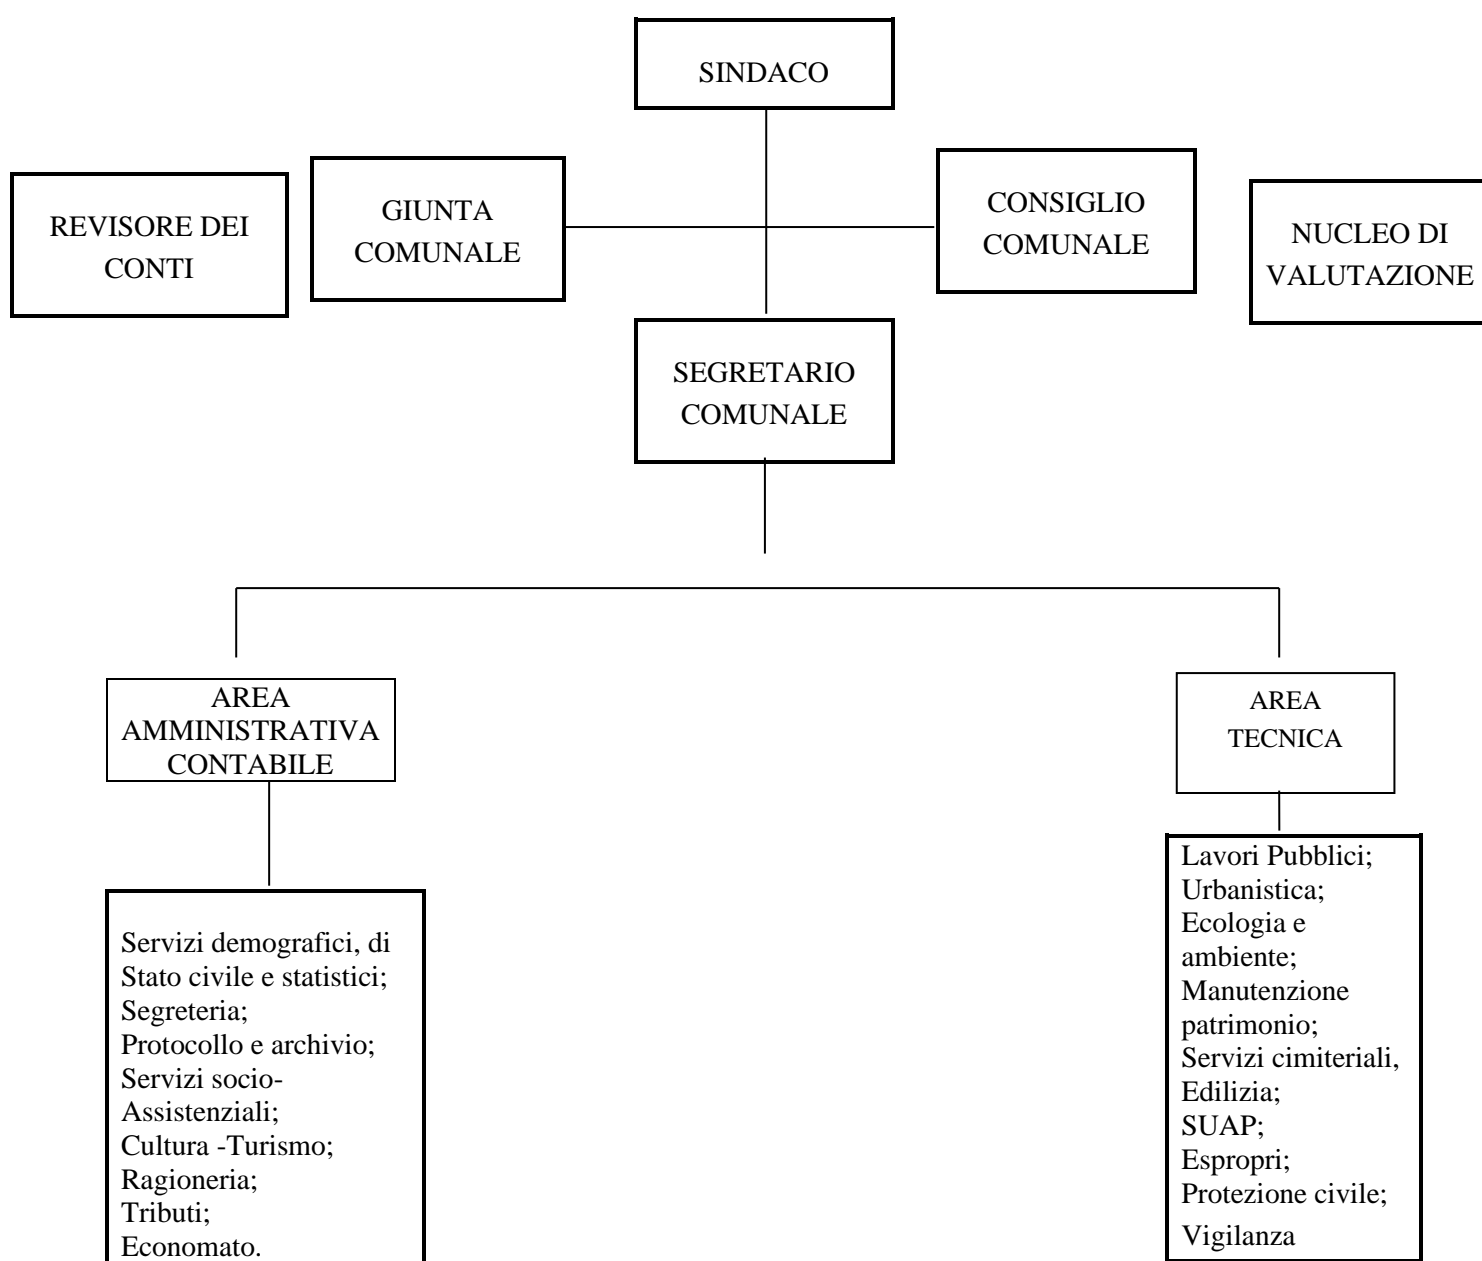 SINDACO
REVISORE DEI
CONTI
GIUNTA
COMUNALE
CONSIGLIO
COMUNALE
NUCLEO DI
VALUTAZIONE
SEGRETARIO
COMUNALE
AREA
AMMINISTRATIVA
CONTABILE
AREA
TECNICA
Servizi demografici, di
Stato civile e statistici;
Segreteria;
Protocollo e archivio;
Servizi socio-
Assistenziali;
Cultura -Turismo;
Ragioneria;
Tributi;
Economato.
Lavori Pubblici;
Urbanistica;
Ecologia e
ambiente;
Manutenzione
patrimonio;
Servizi cimiteriali,
Edilizia;
SUAP;
Espropri;
Protezione civile;
Vigilanza